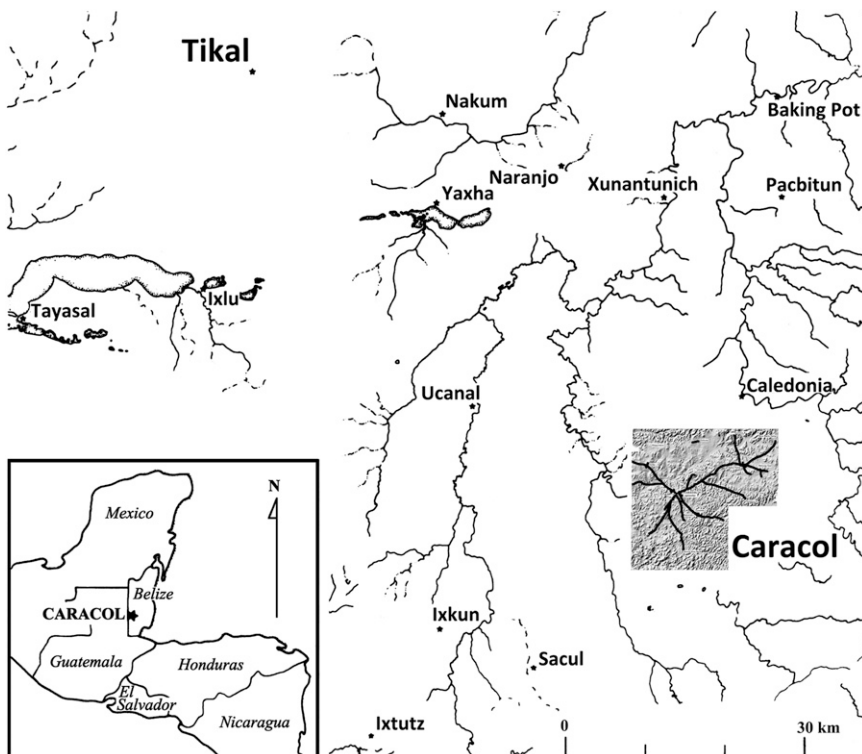 Tikal
Nakum
Baking Pot
Naranjo
Xunantunich
Pacbitun
Yaxha
Ixlu
Tayasal
Ucanal
Caledonia
Caracol
N
Mexico
Belize
CARACOL
Guatemala
Honduras
El
Salvador
Nicaragua
Ixkun
Sacul
Ixtutz
0
30 km